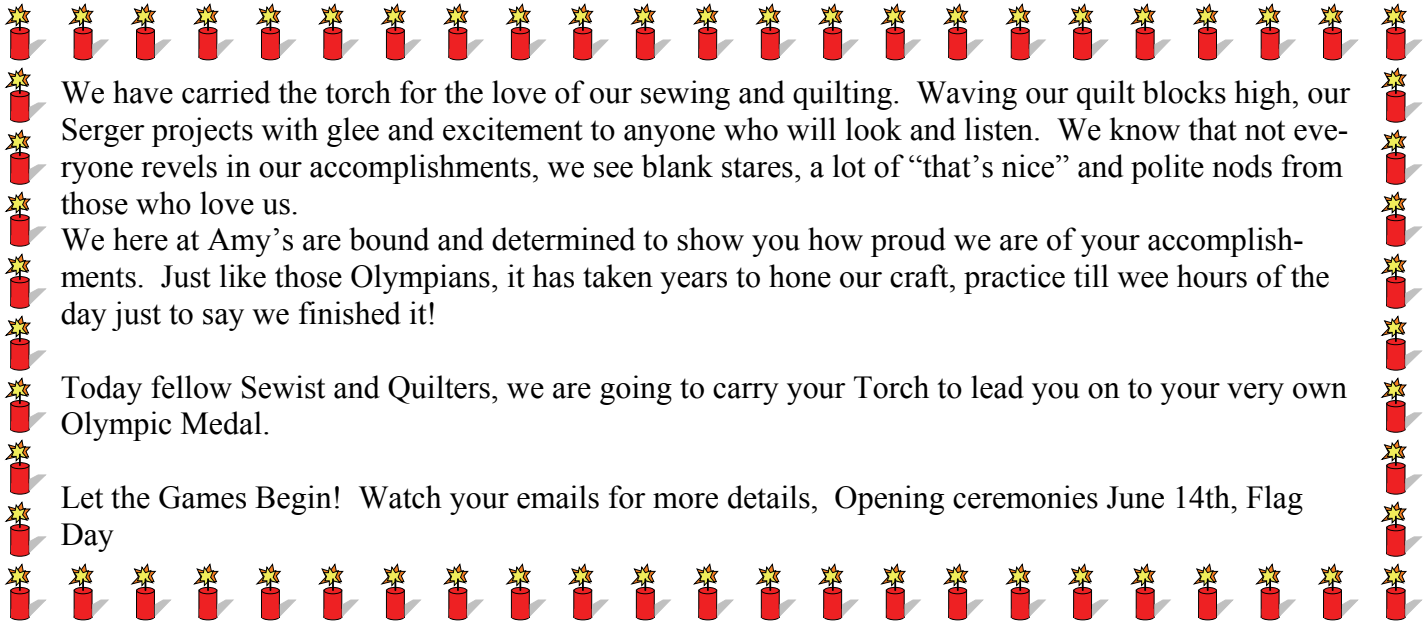 We have carried the torch for the love of our sewing and quilting.  Waving our quilt blocks high, our
Serger projects with glee and excitement to anyone who will look and listen.  We know that not eve-
ryone revels in our accomplishments, we see blank stares, a lot of “that’s nice” and polite nods from
those who love us.
We here at Amy’s are bound and determined to show you how proud we are of your accomplish-
ments.  Just like those Olympians, it has taken years to hone our craft, practice till wee hours of the
day just to say we finished it!
Today fellow Sewist and Quilters, we are going to carry your Torch to lead you on to your very own
Olympic Medal.
Let the Games Begin!  Watch your emails for more details,  Opening ceremonies June 14th, Flag
Day